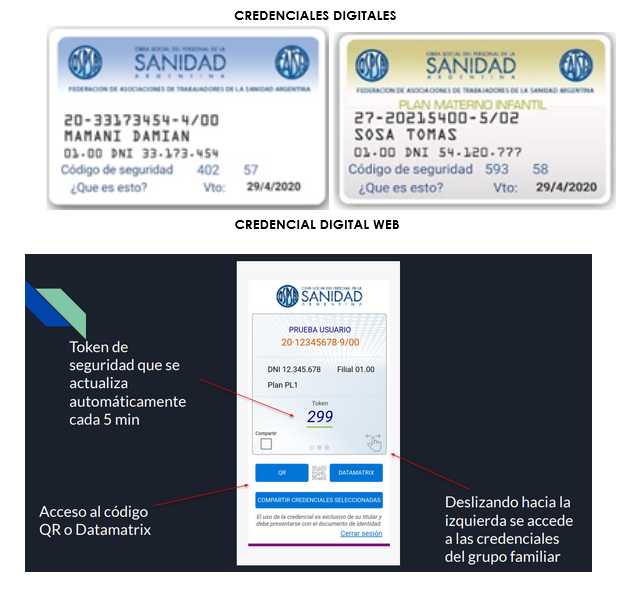 CREDENCIALES DIGITALES
OBRA SOCIAL DEL PERSONAL DE LA
SANIDAD
ARGENTINA
FEDERACION DE ASOCIACIONES DE TRABAJADORES DE LA SANIDAD ARGENTINA
20-33173454-4/00
MAMANI DAMIAN
01.00 DNI 33.173.454
Código de seguridad 402 57
¿Que es esto? Vto: 29/4/2020
OBRA SOCIAL DEL PERSONAL DE LA
SANIDAD
ARGENTINA
FEDERACION DE ASOCIACIONES DE TRABAJADORES DE LA SANIDAD ARGENTINA
PLAN MATERNO INFANTIL
27-20215400-5/02
SOSA TOMAS
01.00 DNI 54.120.777
Código de seguridad 593 58
¿Que es esto? Vto: 29/4/2020
CREDENCIAL DIGITAL WEB
OBRA SOCIAL DEL PERSONAL DE LA
SANIDAD
ARGENTINA
PRUEBA USUARIO
20-12345678-9/00
DNI 12.345.678 Filial 01.00
Plan PL1
Token
299
Compartir
QR DATAMATRIX
COMPARTIR CREDENCIALES SELECCIONADAS
El uso de la credencial es exclusivo de su titular y
debe presentarse con el documento de identidad.
Cerrar sesión
Token de
seguridad que se
actualiza
automáticamente
cada 5 min
Acceso al código
QR o Datamatrix
Deslizando hacia la
izquierda se accede
a las credenciales
del grupo familiar